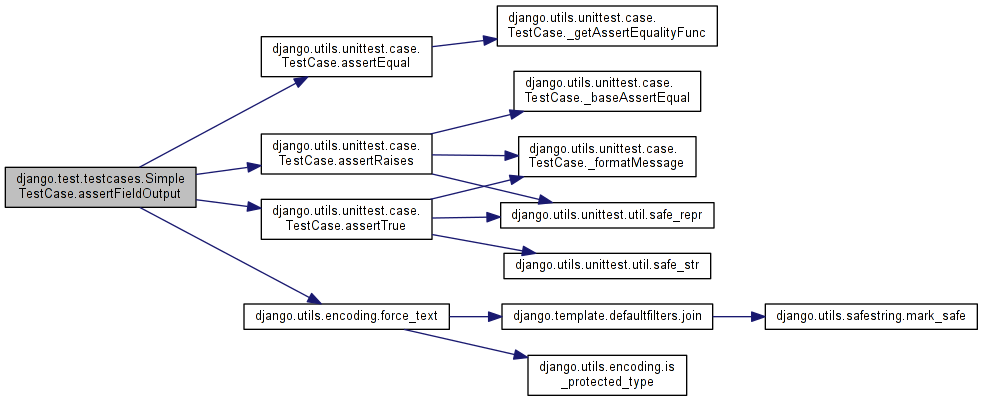 django.test.testcases.Simple
TestCase.assertFieldOutput
django.utils.unittest.case.
TestCase.assertEqual
django.utils.unittest.case.
TestCase._getAssertEqualityFunc
django.utils.unittest.case.
TestCase.assertRaises
django.utils.unittest.case.
TestCase._baseAssertEqual
django.utils.unittest.case.
TestCase._formatMessage
django.utils.unittest.case.
TestCase.assertTrue
django.utils.unittest.util.safe_repr
django.utils.unittest.util.safe_str
django.utils.encoding.force_text
django.template.defaultfilters.join
django.utils.safestring.mark_safe
django.utils.encoding.is
_protected_type